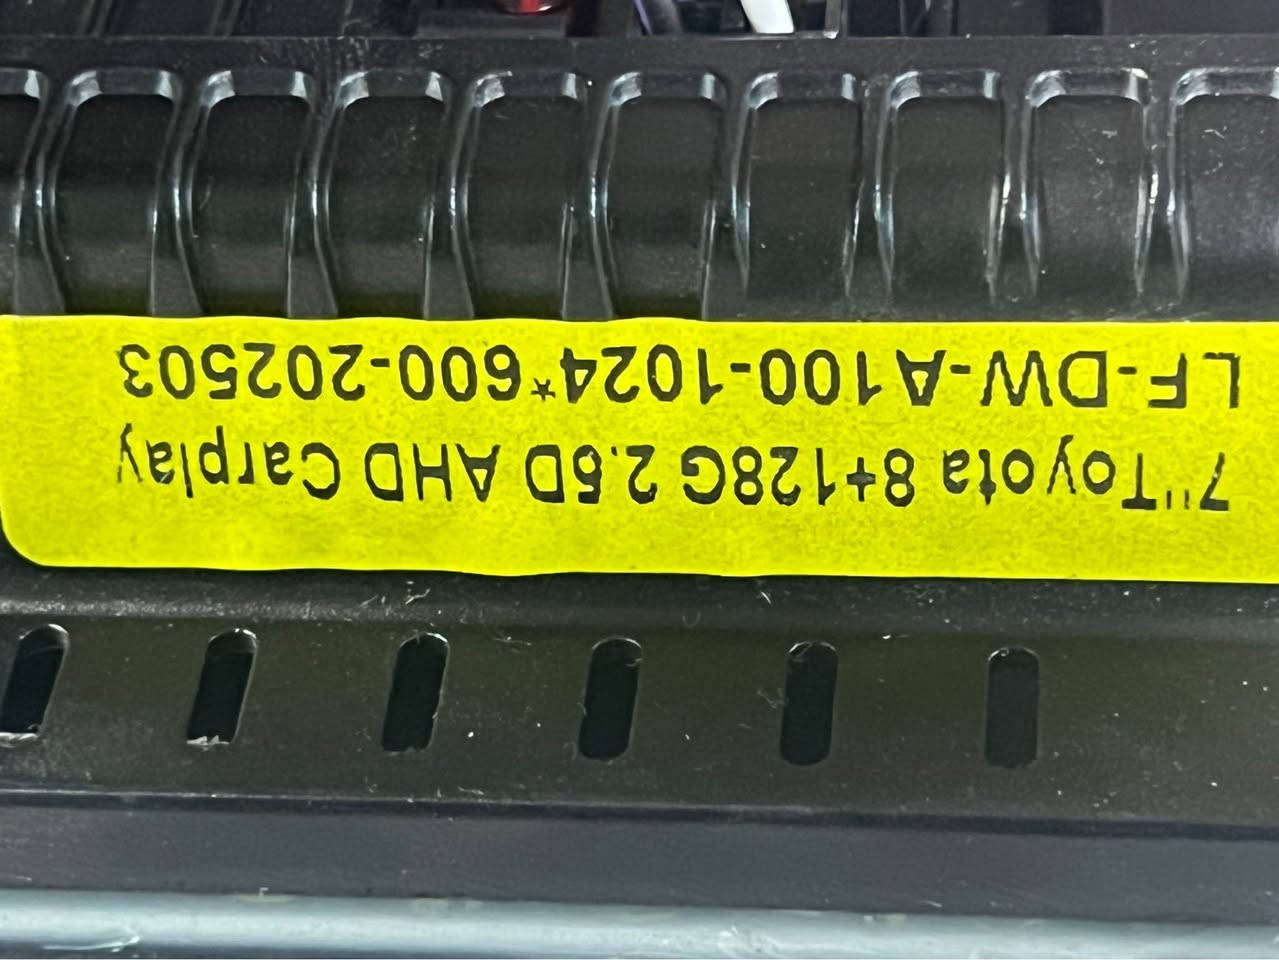 7"Toyota 8+128G 2.5D AHD Carplay
LF-DW-A100-1024*600-202503